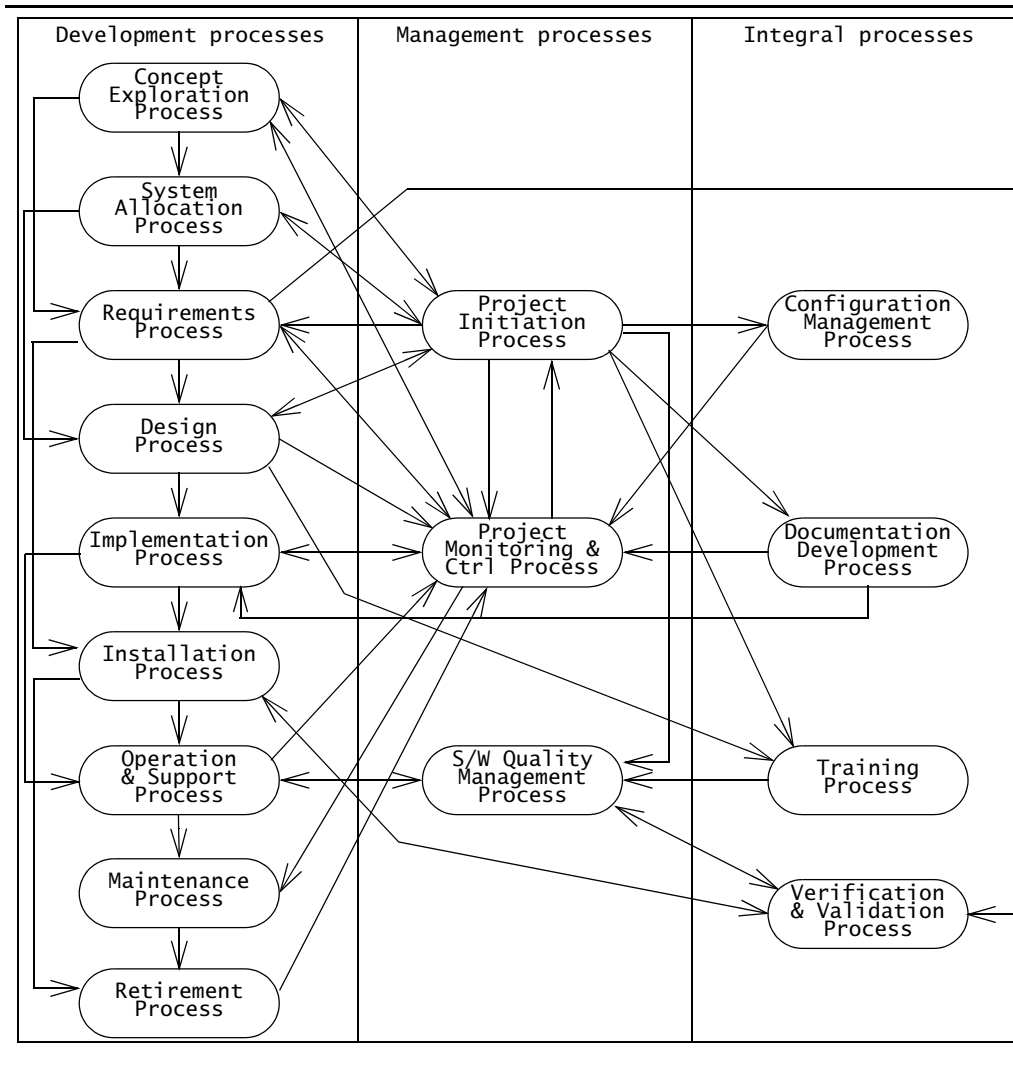 Development processes
Management processes
Integral processes
Concept
Exploration
Process
System
Allocation
Process
Requirements
Process
Design
Process
Implementation
Process
Installation
Process
Operation
& Support
Process
Maintenance
Process
Retirement
Process
Project
Initiation
Process
Project
Monitoring &
Ctrl Process
S/W Quality
Management
Process
Configuration
Management
Process
Documentation
Development
Process
Training
Process
Verification
& Validation
Process